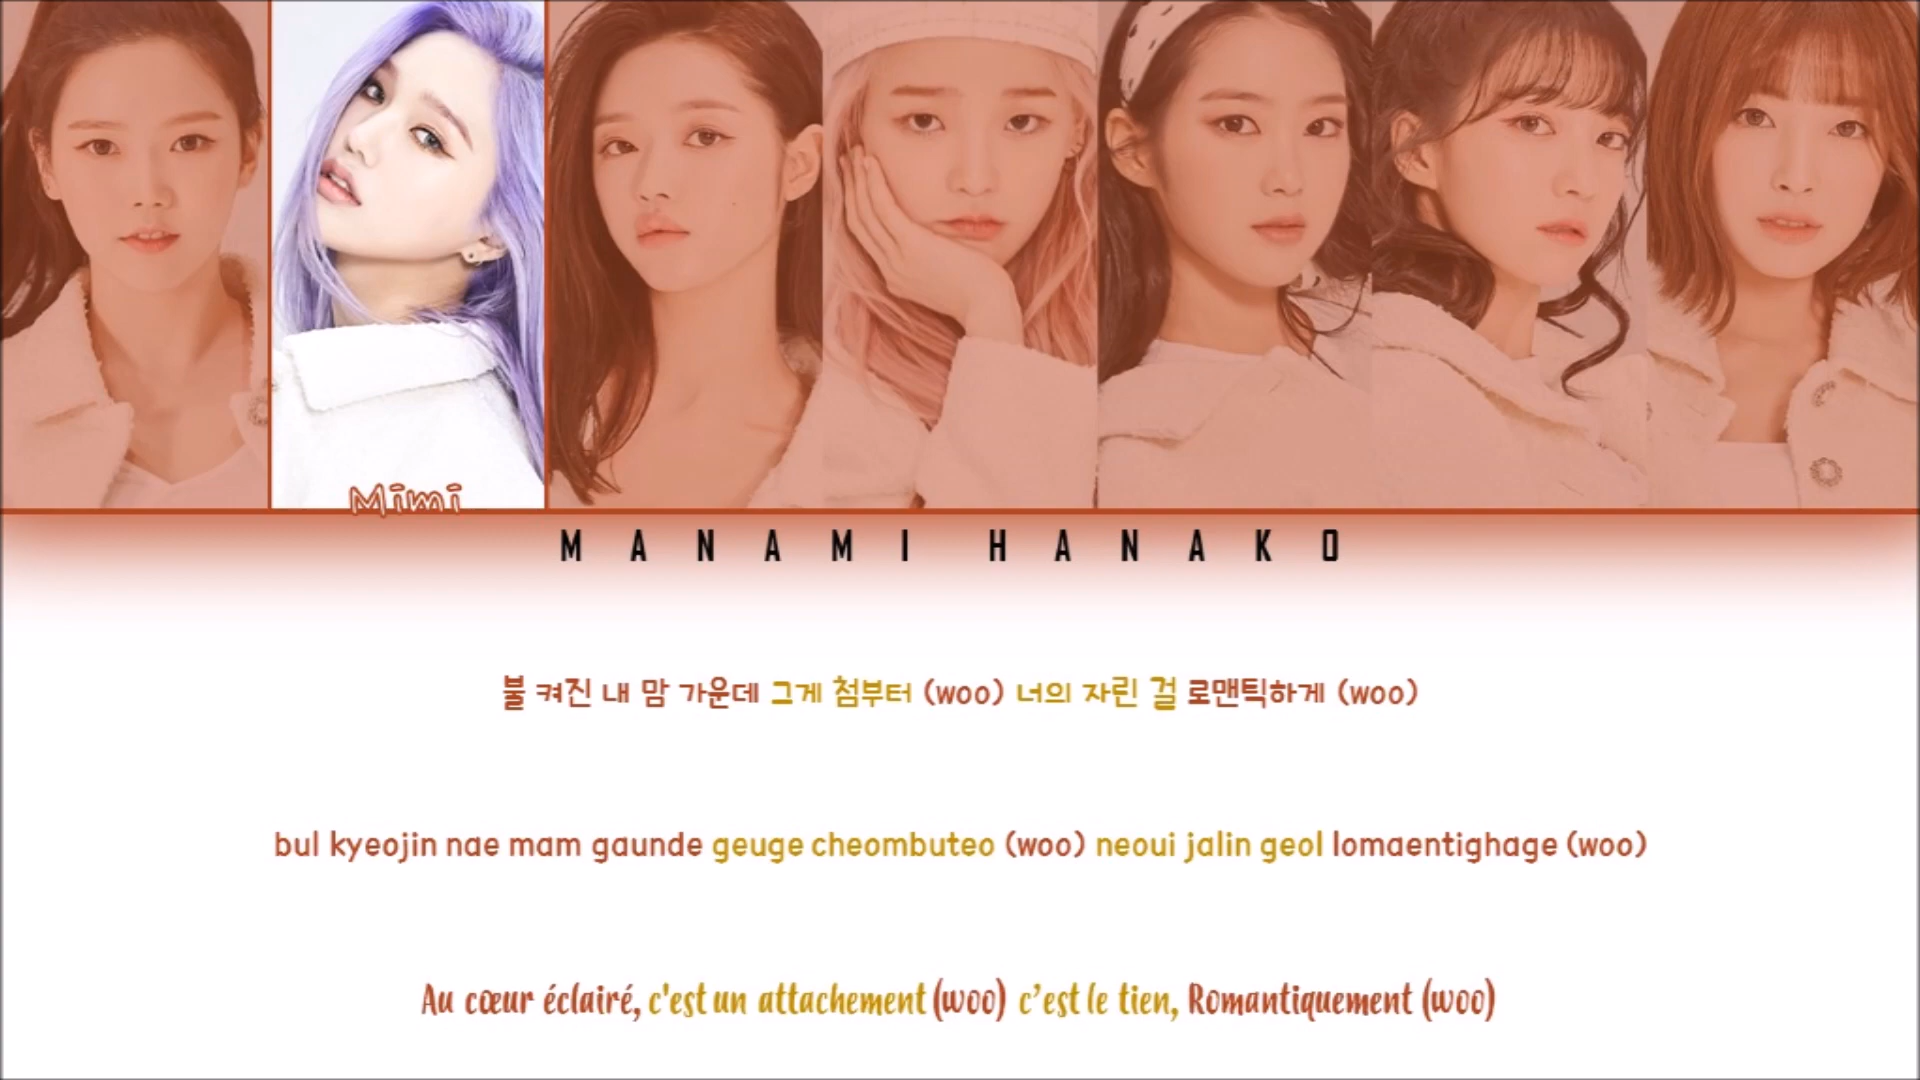 Mimi
MANAMI HANAKO
불 켜진 내 맘 가운데 그게 첨부터 (woo) 너의 자린 걸 로맨틱하게 (woo)
bul kyeojin nae mam gaunde geuge cheombuteo (woo) neoui jalin geol lomaentighage (woo)
Au cœur éclairé, c'est un attachement (woo) c'est le tien, Romantiquement (woo)